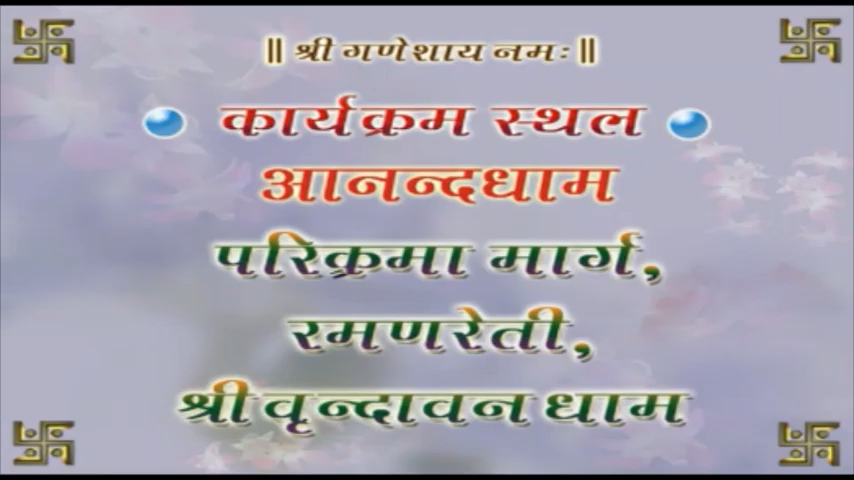 ॥ श्री गणेशाय नमः ॥
कार्यक्रम स्थल
आनन्दधाम
परिक्रमा मार्ग,
रमणरेती,
श्री वृन्दावन धाम